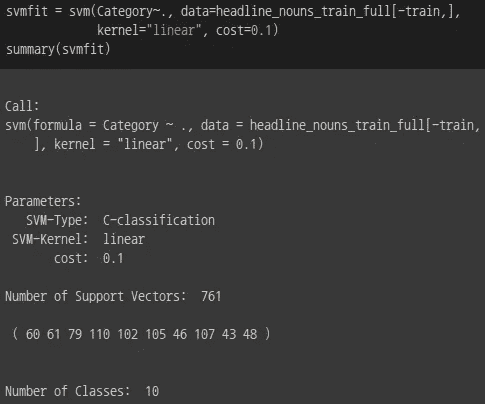 svmfit = svm(Category~., data=headline_nouns_train_full[-train,],
kernel="linear", cost=0.1)
summary(svmfit)
Call:
svm(formula = Category ~ ., data = headline_nouns_train_full[-train,
], kernel = "linear", cost = 0.1)
Parameters:
SVM-Type: C-classification
SVM-Kernel: linear
cost: 0.1
Number of Support Vectors: 761
( 60 61 79 110 102 105 46 107 43 48 )
Number of Classes: 10